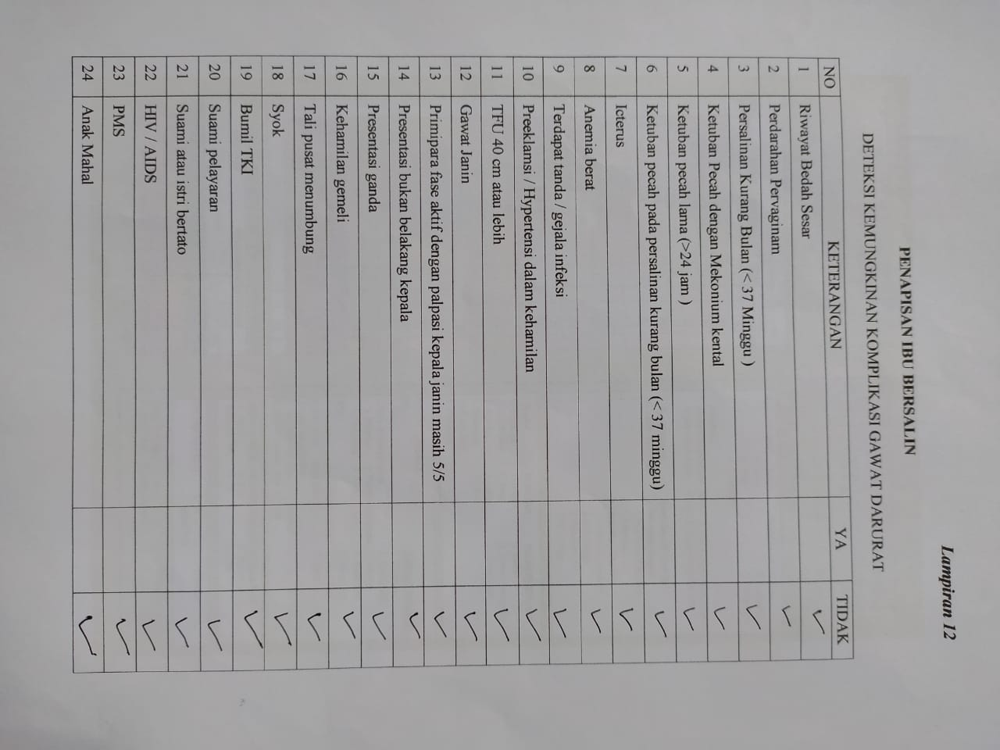 Lampiran 12
PENAPISAN IBU BERSALIN
DETEKSI KEMUNGKINAN KOMPLIKASI GAWAT DARURAT
NO KETERANGAN YA TIDAK
1 Riwayat Bedah Sesar ✓
2 Perdarahan Pervaginam ✓
3 Persalinan Kurang Bulan (< 37 Minggu ) ✓
4 Ketuban Pecah dengan Mekonium kental ✓
5 Ketuban pecah lama (>24 jam ) ✓
6 Ketuban pecah pada persalinan kurang bulan (< 37 minggu) ✓
7 Icterus ✓
8 Anemia berat ✓
9 Terdapat tanda / gejala infeksi ✓
10 Preeklamsi / Hypertensi dalam kehamilan ✓
11 TFU 40 cm atau lebih ✓
12 Gawat Janin ✓
13 Primipara fase aktif dengan palpasi kepala janin masih 5/5 ✓
14 Presentasi bukan belakang kepala ✓
15 Presentasi ganda ✓
16 Kehamilan gemeli ✓
17 Tali pusat menumbung ✓
18 Syok ✓
19 Bumil TKI ✓
20 Suami pelayaran ✓
21 Suami atau istri bertato ✓
22 HIV / AIDS ✓
23 PMS ✓
24 Anak Mahal ✓